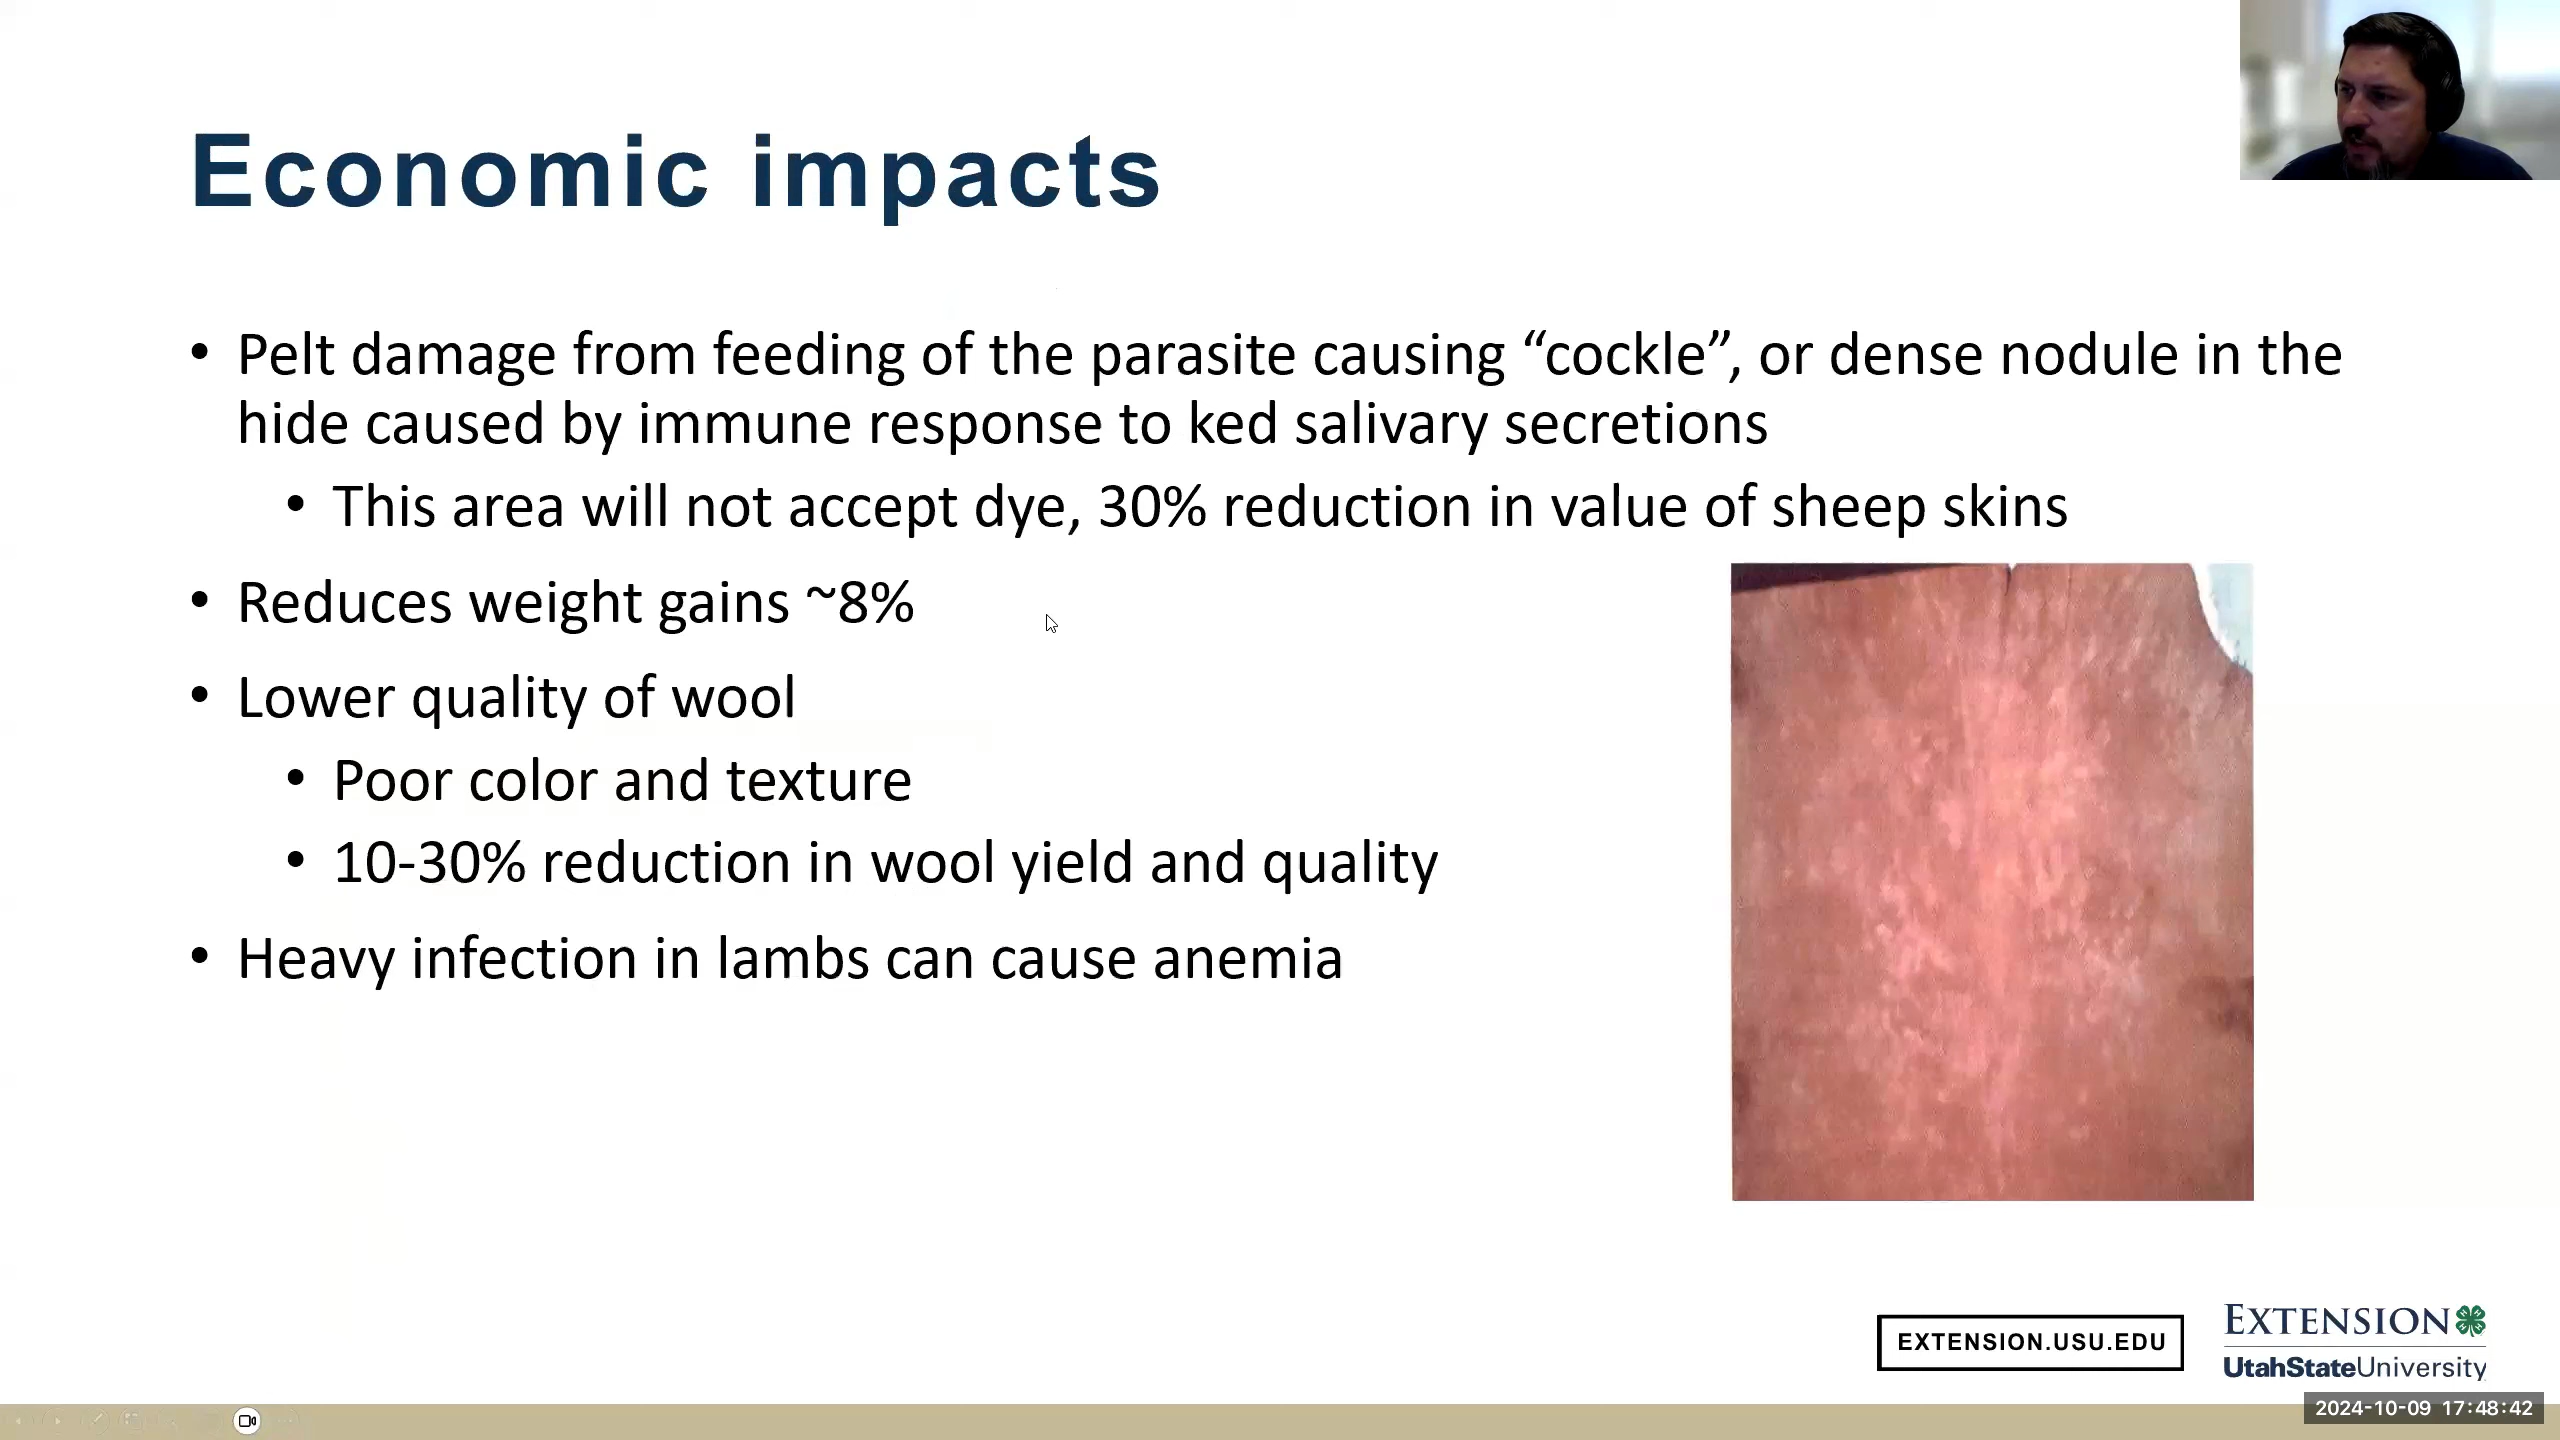 Economic impacts
• Pelt damage from feeding of the parasite causing “cockle”, or dense nodule in the
hide caused by immune response to ked salivary secretions
• This area will not accept dye, 30% reduction in value of sheep skins
• Reduces weight gains ~8%
• Lower quality of wool
• Poor color and texture
• 10-30% reduction in wool yield and quality
• Heavy infection in lambs can cause anemia
EXTENSION.USU.EDU
EXTENSION
UtahStateUniversity
2024-10-09 17:48:42